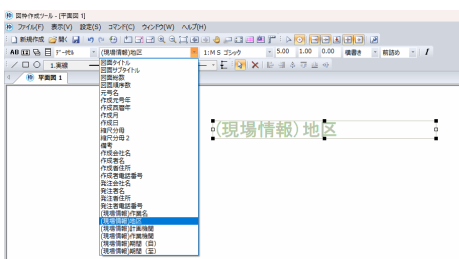 図枠作成ツール - [平面図 1]
ファイル(F) 表示(V) 設定(S) コマンド(C) ウィンドウ(W) ヘルプ(H)
新規作成 開く
AB データ名 (現場情報)地区 1:ＭＳ ゴシック 5.00 1.00 0.00 横書き 前詰め I
1.実線
平面図 1
図面タイトル
図面サブタイトル
図面総数
図面順序数
元号名
作成元号年
作成西暦年
作成月
作成日
縮尺分母
縮尺分母２
備考
作成会社名
作成者名
作成者住所
作成者電話番号
発注会社名
発注者名
発注者住所
発注者電話番号
(現場情報)作業名
(現場情報)地区
(現場情報)計画機関
(現場情報)作業機関
(現場情報)期間（自）
(現場情報)期間（至）
(現場情報)地区